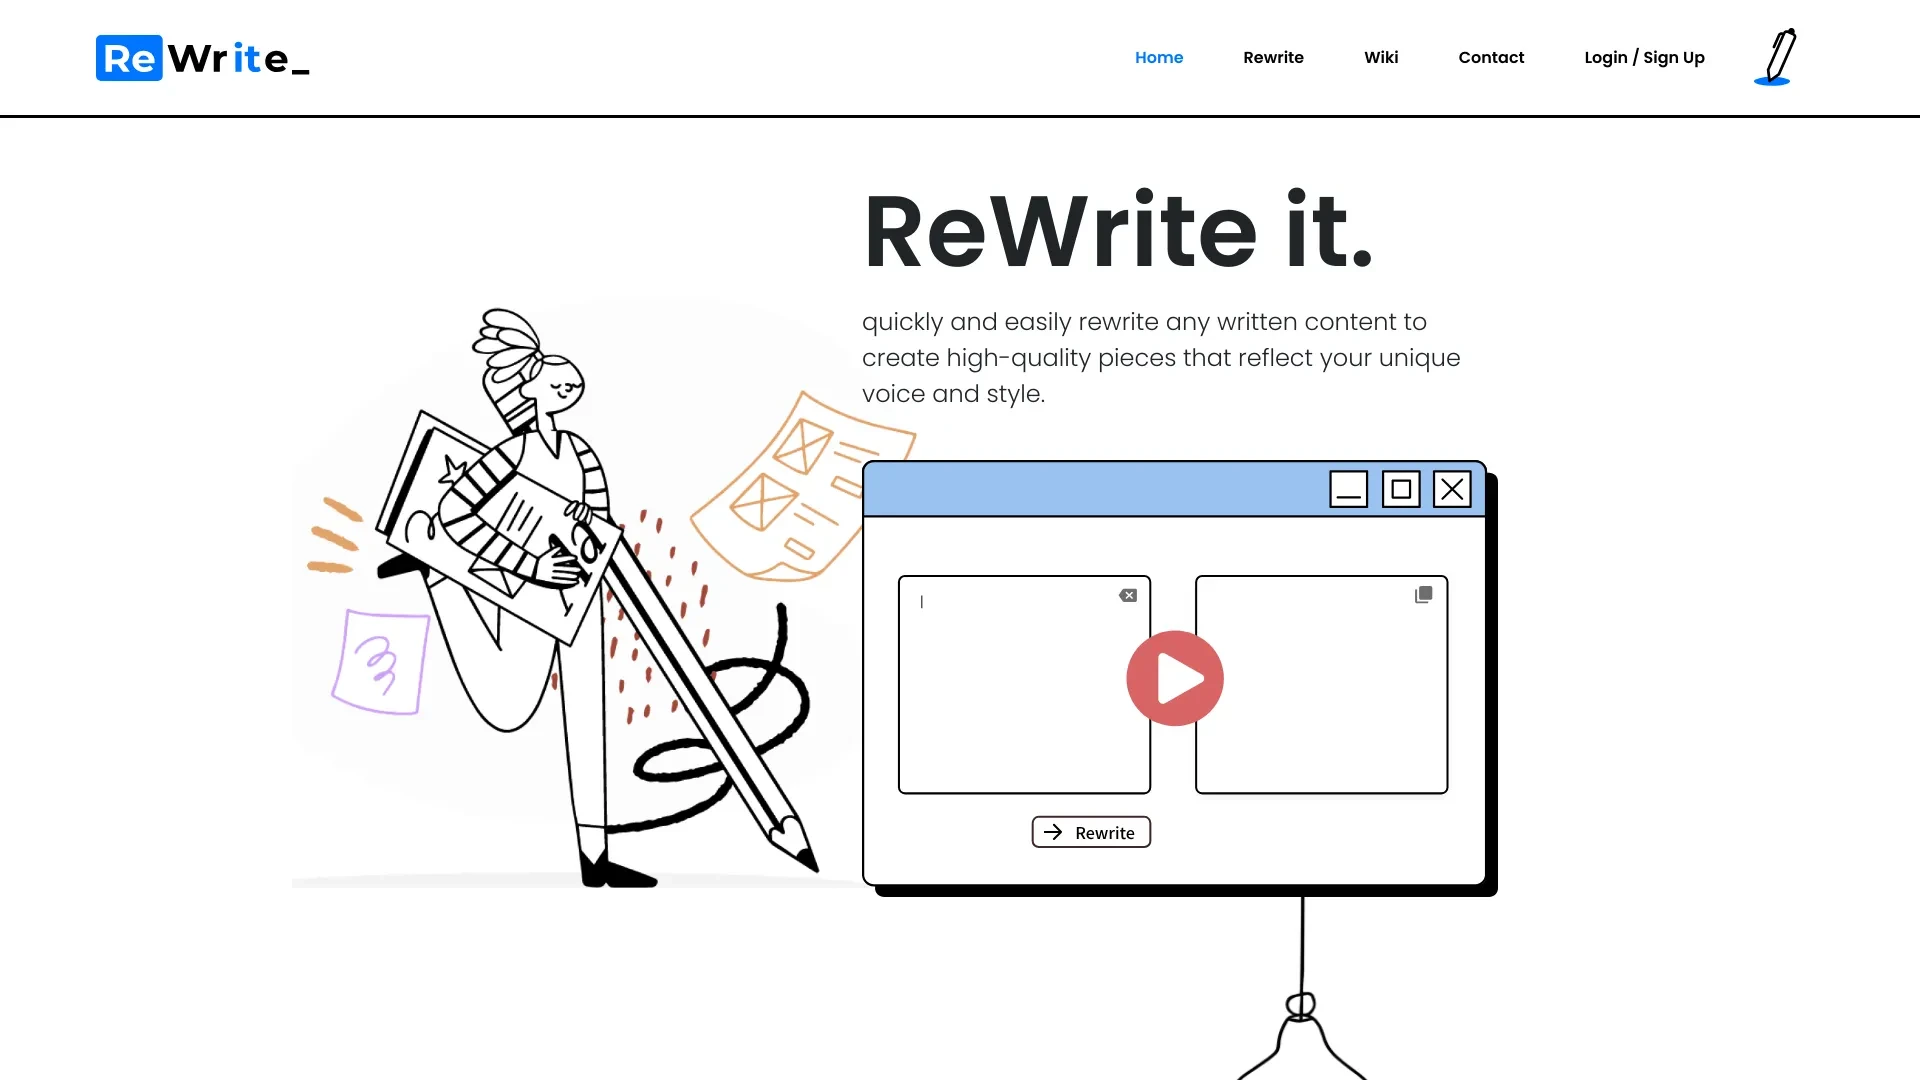 ReWrite_
Home
Rewrite
Wiki
Contact
Login / Sign Up
ReWrite it.
quickly and easily rewrite any written content to
create high-quality pieces that reflect your unique
voice and style.
Rewrite